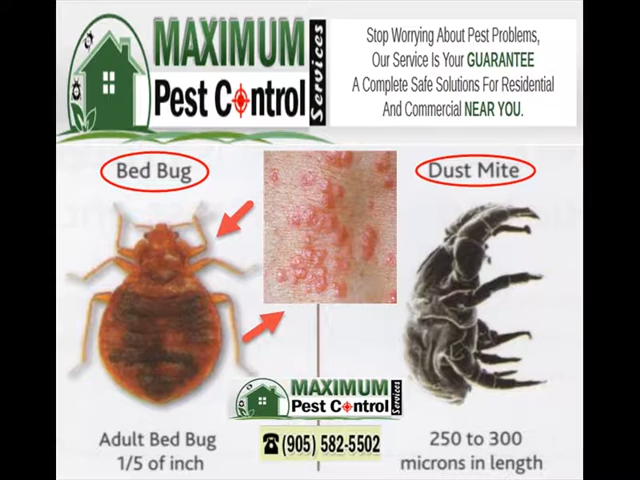 MAXIMUM
Pest Control
Services
Stop Worrying About Pest Problems,
Our Service Is Your GUARANTEE
A Complete Safe Solutions For Residential
And Commercial NEAR YOU.
Bed Bug
Dust Mite
MAXIMUM
Pest Control
Services
(905) 582-5502
Adult Bed Bug
1/5 of inch
250 to 300
microns in length